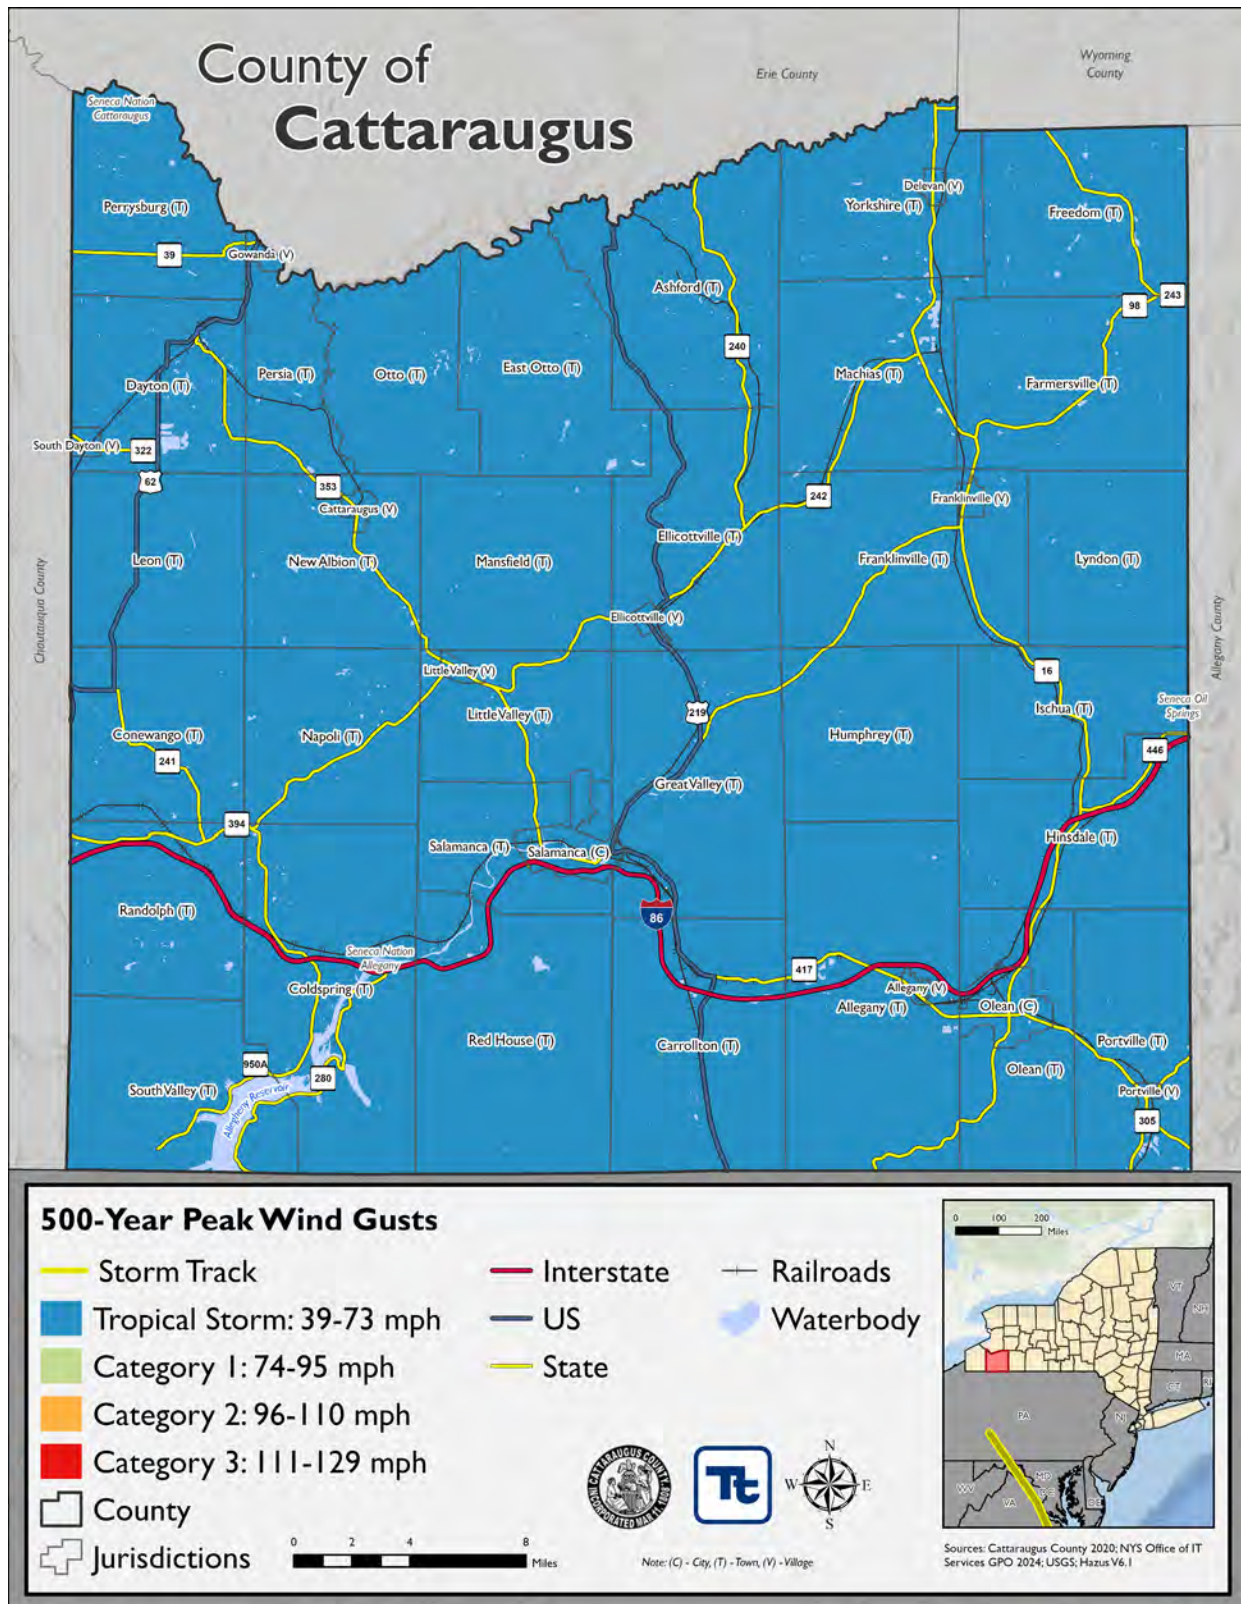 County of
Cattaraugus
Erie County
Wyoming
County
Seneca Nation
Cattaraugus
Perrysburg (T)
Delevan (V)
Yorkshire (T)
Freedom (T)
39
Gowanda (V)
Ashford (T)
98
243
240
Dayton (T)
Persia (T)
Otto (T)
East Otto (T)
Machias (T)
Farmersville (T)
South Dayton (V)
322
62
353
242
Cattaraugus (V)
Franklinville (V)
Ellicottville (T)
Leon (T)
New Albion (T)
Mansfield (T)
Franklinville (T)
Lyndon (T)
Chautauqua County
Allegany County
Ellicottville (V)
Little Valley (V)
16
Little Valley (T)
219
Ischua (T)
Seneca Oil
Springs
Conewango (T)
Napoli (T)
Humphrey (T)
446
241
Great Valley (T)
394
Hinsdale (T)
Salamanca (T)
Salamanca (C)
Randolph (T)
86
Seneca Nation
Allegany
417
Coldspring (T)
Allegany (V)
Allegany (T)
Olean (C)
Red House (T)
Carrollton (T)
Portville (T)
950A
280
Olean (T)
South Valley (T)
Portville (V)
Allegheny Reservoir
305
500-Year Peak Wind Gusts
Storm Track
Tropical Storm: 39-73 mph
Category 1: 74-95 mph
Category 2: 96-110 mph
Category 3: 111-129 mph
County
Jurisdictions
Interstate
US
State
Railroads
Waterbody
0 2 4 8
Miles
CATTARAUGUS COUNTY
INCORPORATED MAR 11, 1808
Tt
N
W E
S
Note: (C) - City, (T) - Town, (V) - Village
0 100 200
Miles
VT
NH
MA
CT
RI
PA
NJ
MD
DE
WV
VA
Sources: Cattaraugus County 2020; NYS Office of IT
Services GPO 2024; USGS; Hazus V6.1